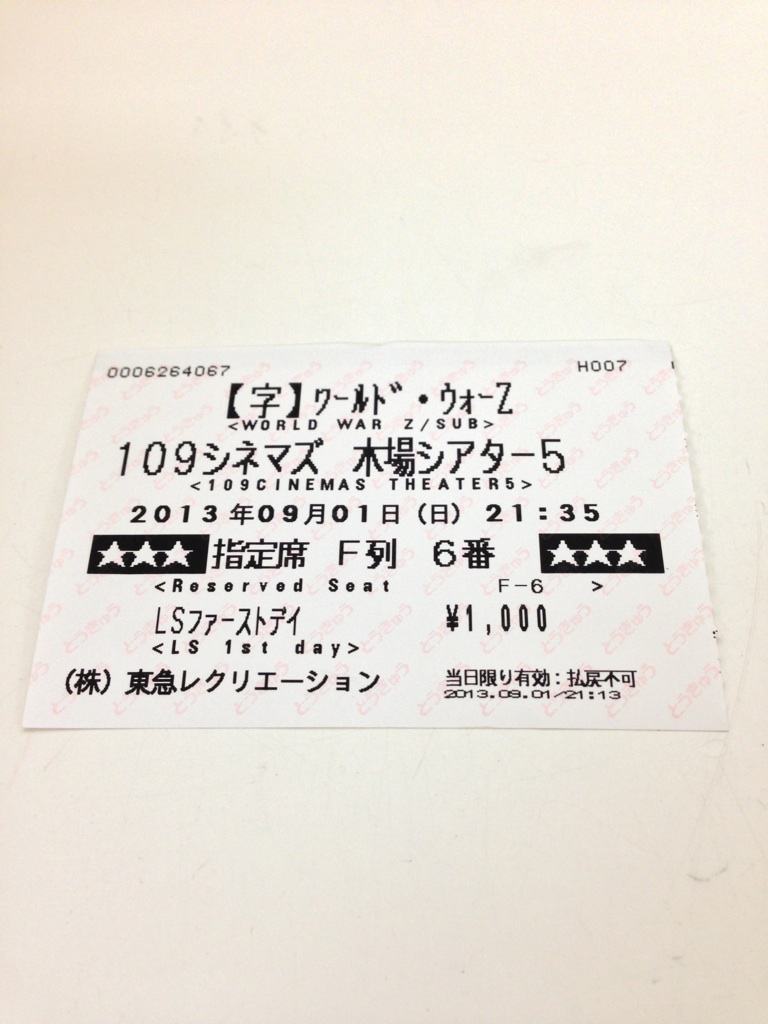 0006264067 H007
【字】ワールド・ウォーZ
<WORLD WAR Z/SUB>
109シネマズ 木場シアター5
<109CINEMAS THEATER5>
2013年09月01日(日) 21:35
★★★ 指定席 F列 6番 ★★★
<Reserved Seat F-6 >
LSファーストデイ ¥1,000
<LS 1st day>
(株)東急レクリエーション 当日限り有効:払戻不可
2013.09.01/21:13